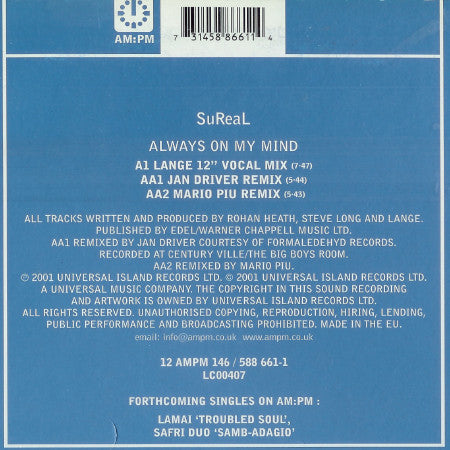 AM:PM
7 31458 86611 4
SuReaL
ALWAYS ON MY MIND
A1 LANGE 12" VOCAL MIX (7-47)
AA1 JAN DRIVER REMIX (5-44)
AA2 MARIO PIU REMIX (5-43)
ALL TRACKS WRITTEN AND PRODUCED BY ROHAN HEATH, STEVE LONG AND LANGE.
PUBLISHED BY EDEL/WARNER CHAPPELL MUSIC LTD.
AA1 REMIXED BY JAN DRIVER COURTESY OF FORMALEDEHYD RECORDS.
RECORDED AT CENTURY VILLE/THE BIG BOYS ROOM.
AA2 REMIXED BY MARIO PIU.
℗ 2001 UNIVERSAL ISLAND RECORDS LTD. © 2001 UNIVERSAL ISLAND RECORDS LTD.
A UNIVERSAL MUSIC COMPANY. THE COPYRIGHT IN THIS SOUND RECORDING
AND ARTWORK IS OWNED BY UNIVERSAL ISLAND RECORDS LTD.
ALL RIGHTS RESERVED. UNAUTHORISED COPYING, REPRODUCTION, HIRING, LENDING,
PUBLIC PERFORMANCE AND BROADCASTING PROHIBITED. MADE IN THE EU.
email: info@ampm.co.uk www.ampm.co.uk
12 AMPM 146 / 588 661-1
LC00407
FORTHCOMING SINGLES ON AM:PM :
LAMAI 'TROUBLED SOUL',
SAFRI DUO 'SAMB-ADAGIO'